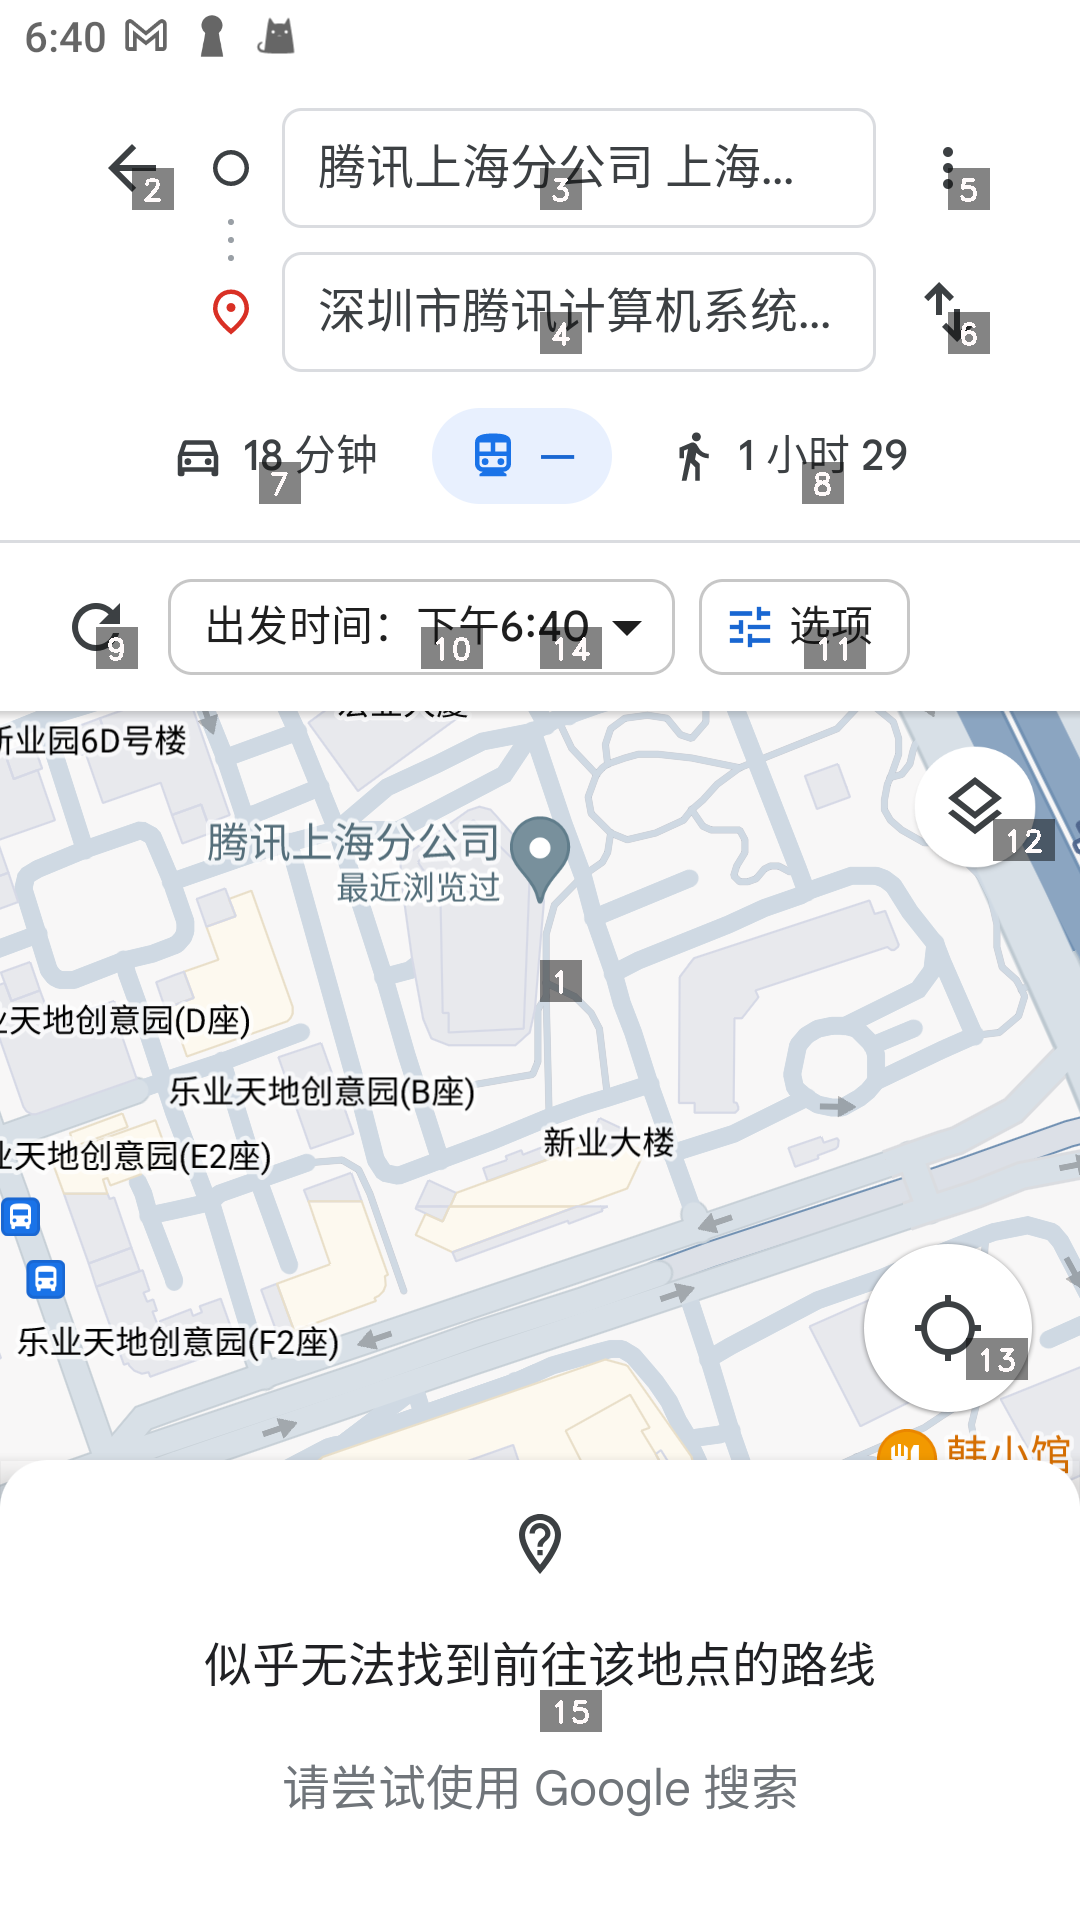 6:40
腾讯上海分公司 上海...
2
3
5
深圳市腾讯计算机系统...
4
6
18 分钟
1 小时 29
7
8
出发时间：下午6:40
选项
9
10
14
11
新业园6D号楼
12
腾讯上海分公司
最近浏览过
1
业天地创意园(D座)
乐业天地创意园(B座)
新业大楼
业天地创意园(E2座)
乐业天地创意园(F2座)
13
韩小馆
似乎无法找到前往该地点的路线
15
请尝试使用 Google 搜索